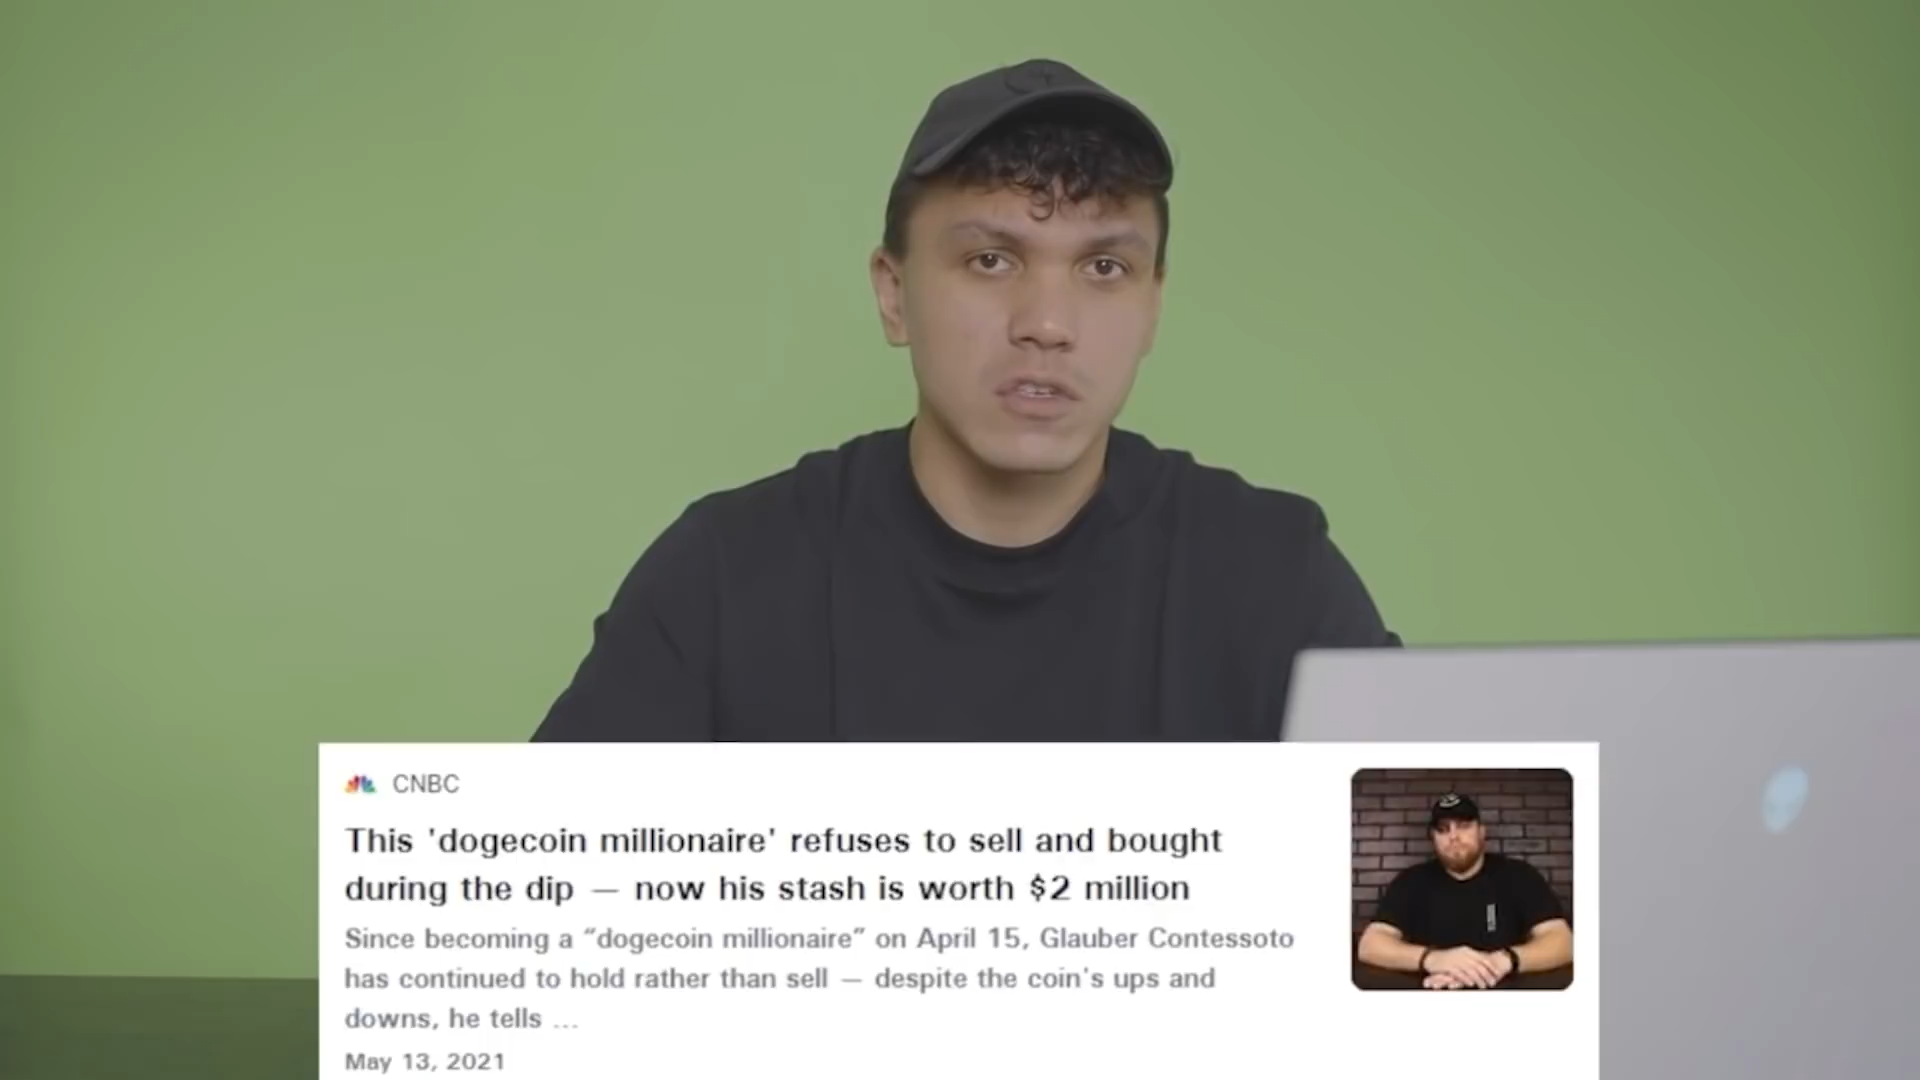 CNBC
This 'dogecoin millionaire' refuses to sell and bought
during the dip — now his stash is worth $2 million
Since becoming a “dogecoin millionaire” on April 15, Glauber Contessoto
has continued to hold rather than sell — despite the coin's ups and
downs, he tells ...
May 13, 2021